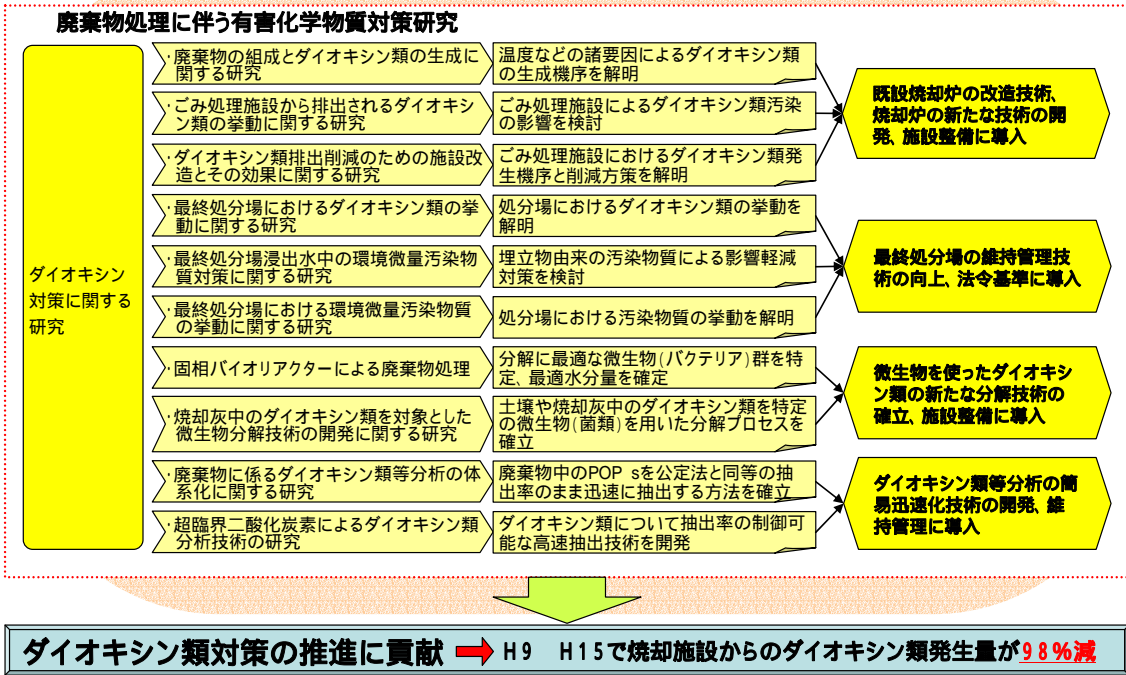 廃棄物処理に伴う有害化学物質対策研究
ダイオキシン
対策に関する
研究
・廃棄物の組成とダイオキシン類の生成に
関する研究
温度などの諸要因によるダイオキシン類
の生成機序を解明
・ごみ処理施設から排出されるダイオキシ
ン類の挙動に関する研究
ごみ処理施設によるダイオキシン類汚染
の影響を検討
・ダイオキシン類排出削減のための施設改
造とその効果に関する研究
ごみ処理施設におけるダイオキシン類発
生機序と削減方策を解明
既設焼却炉の改造技術、
焼却炉の新たな技術の開
発、施設整備に導入
・最終処分場におけるダイオキシン類の挙
動に関する研究
処分場におけるダイオキシン類の挙動を
解明
・最終処分場浸出水中の環境微量汚染物
質対策に関する研究
埋立物由来の汚染物質による影響軽減
対策を検討
・最終処分場における環境微量汚染物質
の挙動に関する研究
処分場における汚染物質の挙動を解明
最終処分場の維持管理技
術の向上、法令基準に導入
・固相バイオリアクターによる廃棄物処理
分解に最適な微生物(バクテリア)群を特
定、最適水分量を確定
・焼却灰中のダイオキシン類を対象とした
微生物分解技術の開発に関する研究
土壌や焼却灰中のダイオキシン類を特定
の微生物(菌類)を用いた分解プロセスを
確立
微生物を使ったダイオキシ
ン類の新たな分解技術の
確立、施設整備に導入
・廃棄物に係るダイオキシン類等分析の体
系化に関する研究
廃棄物中のPOP sを公定法と同等の抽
出率のまま迅速に抽出する方法を確立
・超臨界二酸化炭素によるダイオキシン類
分析技術の研究
ダイオキシン類について抽出率の制御可
能な高速抽出技術を開発
ダイオキシン類等分析の簡
易迅速化技術の開発、維
持管理に導入
ダイオキシン類対策の推進に貢献 ➡ H9 H15で焼却施設からのダイオキシン類発生量が98%減